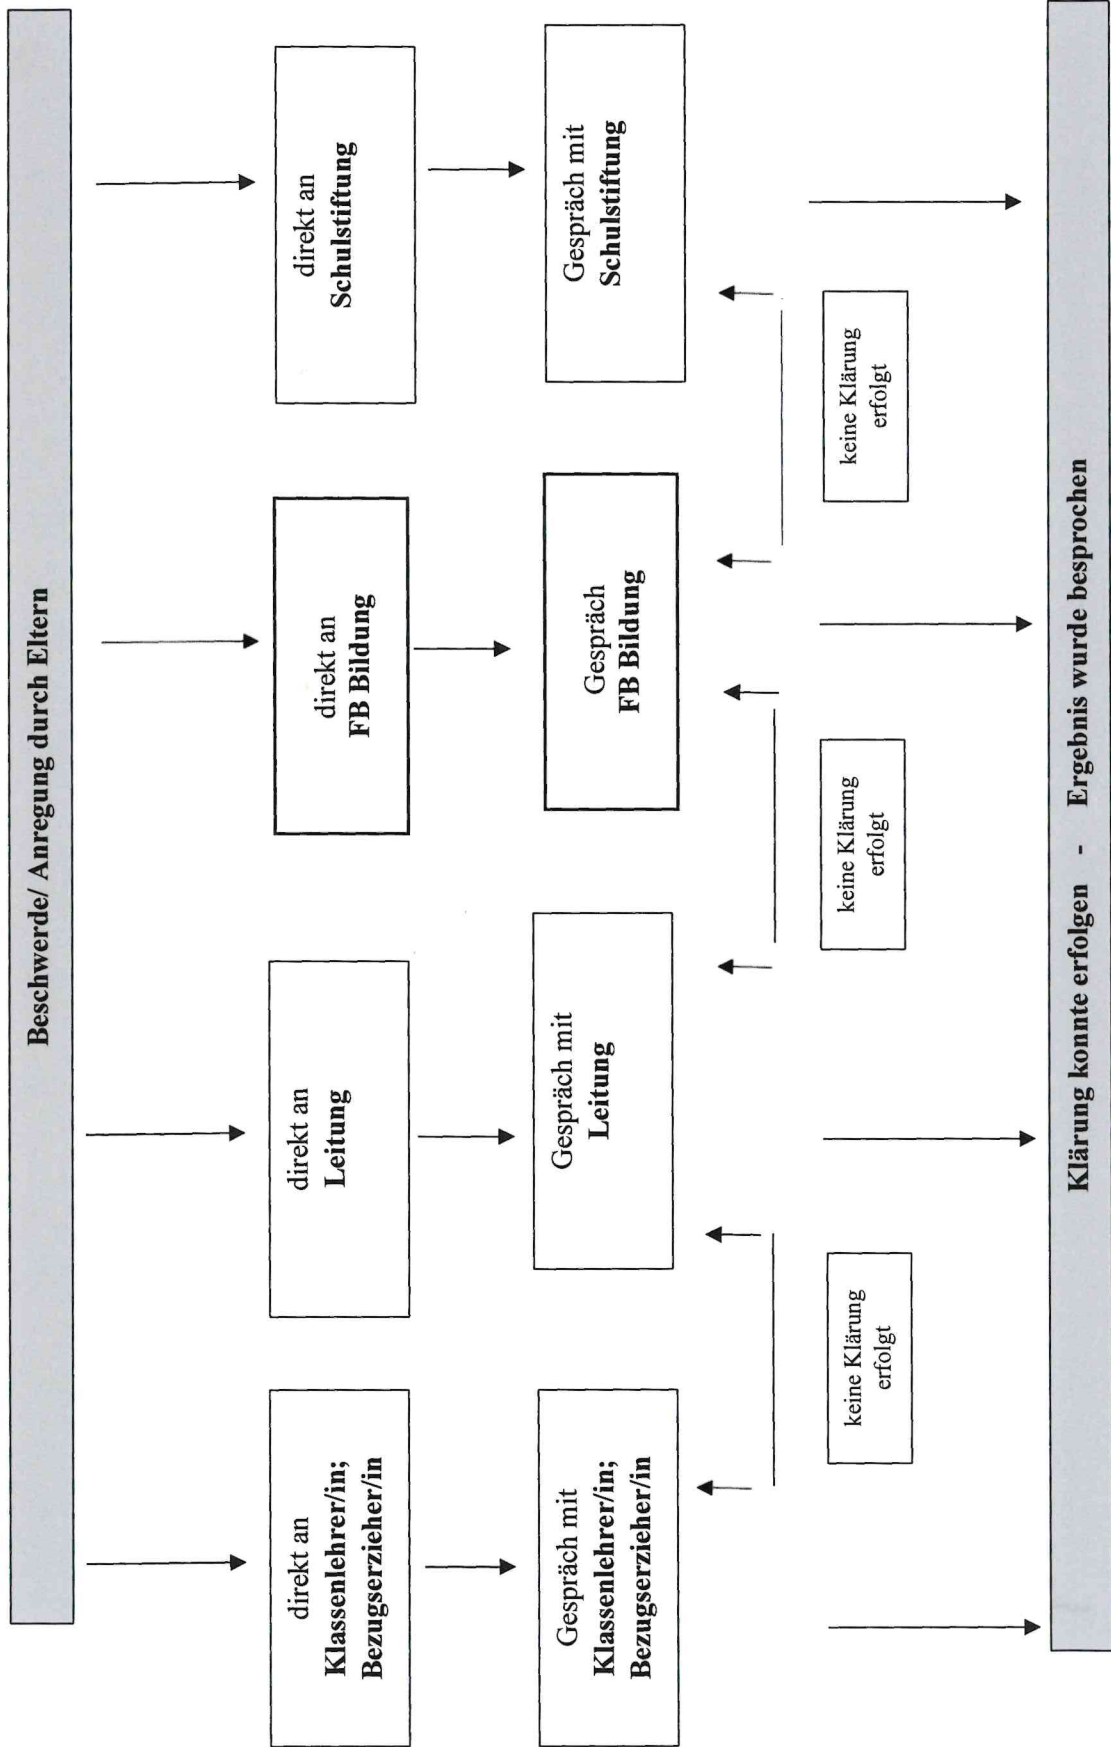 Beschwerde/ Anregung durch Eltern
direkt an
Klassenlehrer/in;
Bezugserzieher/in
direkt an
Leitung
direkt an
FB Bildung
direkt an
Schulstiftung
Gespräch mit
Klassenlehrer/in;
Bezugserzieher/in
Gespräch mit
Leitung
Gespräch
FB Bildung
Gespräch mit
Schulstiftung
keine Klärung
erfolgt
keine Klärung
erfolgt
keine Klärung
erfolgt
Klärung konnte erfolgen - Ergebnis wurde besprochen